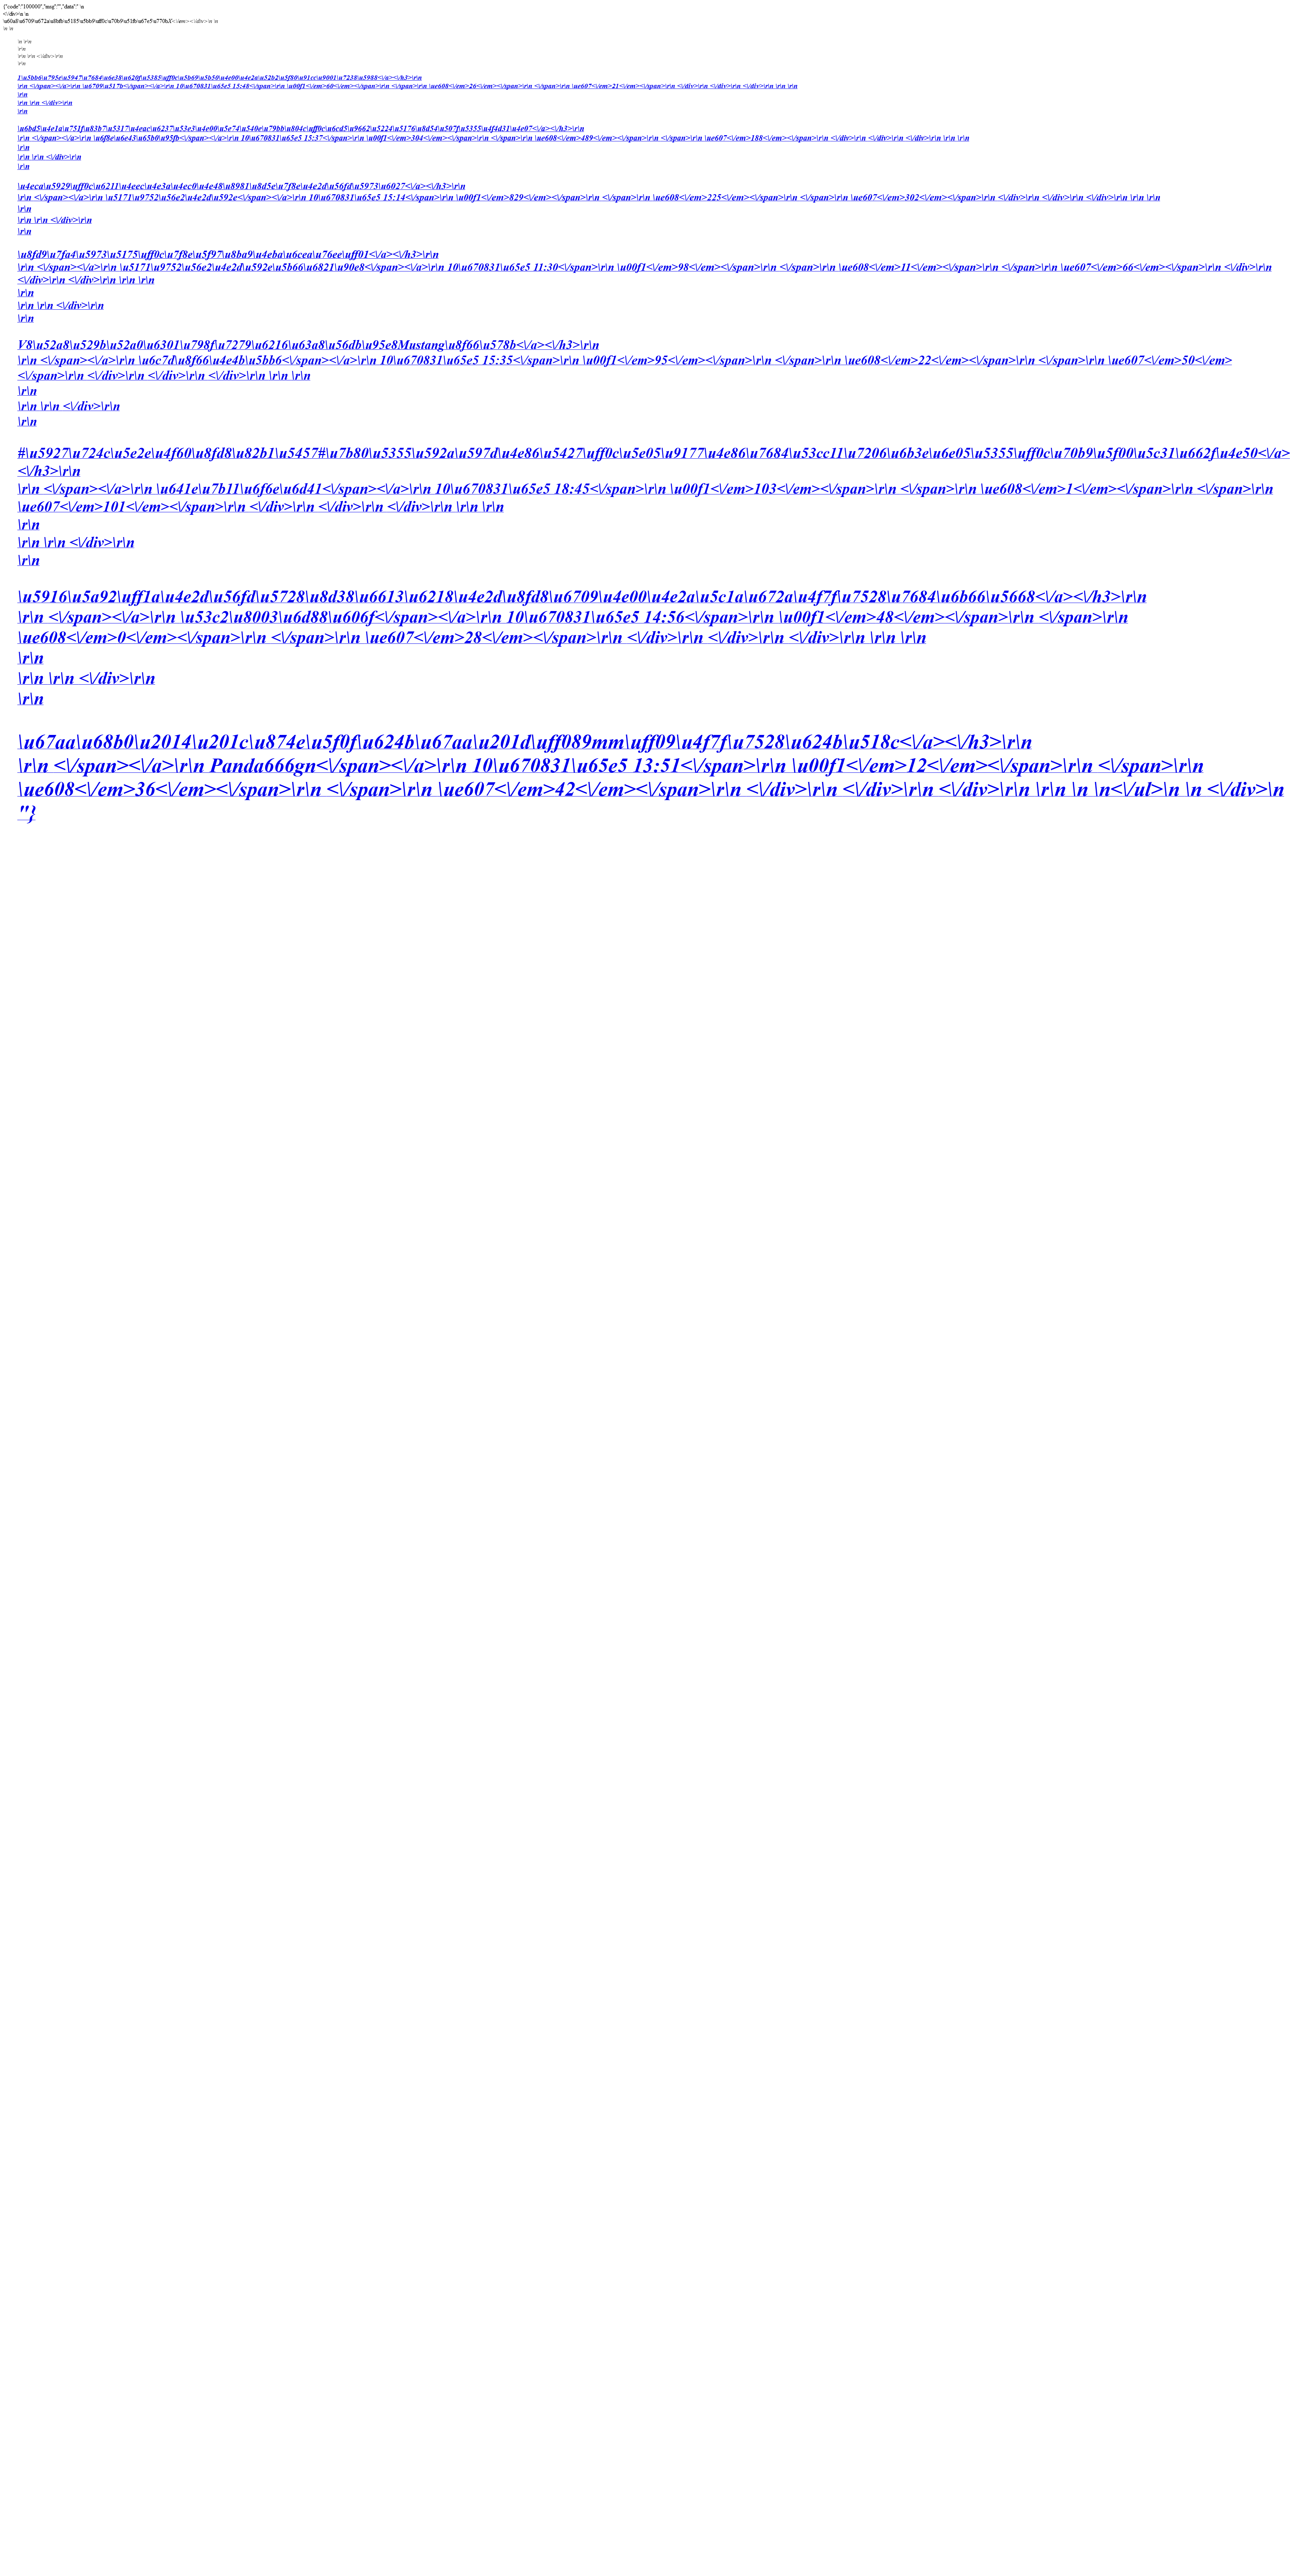 {"code":"100000","msg":"","data":" \n
<\/div>\n \n
\u60a8\u6709\u672a\u8bfb\u5185\u5bb9\uff0c\u70b9\u51fb\u67e5\u770bX<\/em><\/div>\n \n
\n \n
\n \r\n
\r\n
\r\n \r\n <\/div>\r\n
\r\n
1\u5bb6\u795e\u5947\u7684\u6e38\u620f\u5385\uff0c\u5b69\u5b50\u4e00\u4e2a\u52b2\u5f80\u91cc\u9001\u7238\u5988<\/a><\/h3>\r\n
\r\n <\/span><\/a>\r\n \u6709\u517b<\/span><\/a>\r\n 10\u670831\u65e5 15:48<\/span>\r\n \u00f1<\/em>60<\/em><\/span>\r\n <\/span>\r\n \ue608<\/em>26<\/em><\/span>\r\n <\/span>\r\n \ue607<\/em>21<\/em><\/span>\r\n <\/div>\r\n <\/div>\r\n <\/div>\r\n \r\n \r\n
\r\n
\r\n \r\n <\/div>\r\n
\r\n
\u6bd5\u4e1a\u751f\u83b7\u5317\u4eac\u6237\u53e3\u4e00\u5e74\u540e\u79bb\u804c\uff0c\u6cd5\u9662\u5224\u5176\u8d54\u507f\u5355\u4f4d31\u4e07<\/a><\/h3>\r\n
\r\n <\/span><\/a>\r\n \u6f8e\u6e43\u65b0\u95fb<\/span><\/a>\r\n 10\u670831\u65e5 15:37<\/span>\r\n \u00f1<\/em>304<\/em><\/span>\r\n <\/span>\r\n \ue608<\/em>489<\/em><\/span>\r\n <\/span>\r\n \ue607<\/em>188<\/em><\/span>\r\n <\/div>\r\n <\/div>\r\n <\/div>\r\n \r\n \r\n
\r\n
\r\n \r\n <\/div>\r\n
\r\n
\u4eca\u5929\uff0c\u6211\u4eec\u4e3a\u4ec0\u4e48\u8981\u8d5e\u7f8e\u4e2d\u56fd\u5973\u6027<\/a><\/h3>\r\n
\r\n <\/span><\/a>\r\n \u5171\u9752\u56e2\u4e2d\u592e<\/span><\/a>\r\n 10\u670831\u65e5 15:14<\/span>\r\n \u00f1<\/em>829<\/em><\/span>\r\n <\/span>\r\n \ue608<\/em>225<\/em><\/span>\r\n <\/span>\r\n \ue607<\/em>302<\/em><\/span>\r\n <\/div>\r\n <\/div>\r\n <\/div>\r\n \r\n \r\n
\r\n
\r\n \r\n <\/div>\r\n
\r\n
\u8fd9\u7fa4\u5973\u5175\uff0c\u7f8e\u5f97\u8ba9\u4eba\u6cea\u76ee\uff01<\/a><\/h3>\r\n
\r\n <\/span><\/a>\r\n \u5171\u9752\u56e2\u4e2d\u592e\u5b66\u6821\u90e8<\/span><\/a>\r\n 10\u670831\u65e5 11:30<\/span>\r\n \u00f1<\/em>98<\/em><\/span>\r\n <\/span>\r\n \ue608<\/em>11<\/em><\/span>\r\n <\/span>\r\n \ue607<\/em>66<\/em><\/span>\r\n <\/div>\r\n
<\/div>\r\n <\/div>\r\n \r\n \r\n
\r\n
\r\n \r\n <\/div>\r\n
\r\n
V8\u52a8\u529b\u52a0\u6301\u798f\u7279\u6216\u63a8\u56db\u95e8Mustang\u8f66\u578b<\/a><\/h3>\r\n
\r\n <\/span><\/a>\r\n \u6c7d\u8f66\u4e4b\u5bb6<\/span><\/a>\r\n 10\u670831\u65e5 15:35<\/span>\r\n \u00f1<\/em>95<\/em><\/span>\r\n <\/span>\r\n \ue608<\/em>22<\/em><\/span>\r\n <\/span>\r\n \ue607<\/em>50<\/em>
<\/span>\r\n <\/div>\r\n <\/div>\r\n <\/div>\r\n \r\n \r\n
\r\n
\r\n \r\n <\/div>\r\n
\r\n
#\u5927\u724c\u5e2e\u4f60\u8fd8\u82b1\u5457#\u7b80\u5355\u592a\u597d\u4e86\u5427\uff0c\u5e05\u9177\u4e86\u7684\u53cc11\u7206\u6b3e\u6e05\u5355\uff0c\u70b9\u5f00\u5c31\u662f\u4e50<\/a>
<\/h3>\r\n
\r\n <\/span><\/a>\r\n \u641e\u7b11\u6f6e\u6d41<\/span><\/a>\r\n 10\u670831\u65e5 18:45<\/span>\r\n \u00f1<\/em>103<\/em><\/span>\r\n <\/span>\r\n \ue608<\/em>1<\/em><\/span>\r\n <\/span>\r\n
\ue607<\/em>101<\/em><\/span>\r\n <\/div>\r\n <\/div>\r\n <\/div>\r\n \r\n \r\n
\r\n
\r\n \r\n <\/div>\r\n
\r\n
\u5916\u5a92\uff1a\u4e2d\u56fd\u5728\u8d38\u6613\u6218\u4e2d\u8fd8\u6709\u4e00\u4e2a\u5c1a\u672a\u4f7f\u7528\u7684\u6b66\u5668<\/a><\/h3>\r\n
\r\n <\/span><\/a>\r\n \u53c2\u8003\u6d88\u606f<\/span><\/a>\r\n 10\u670831\u65e5 14:56<\/span>\r\n \u00f1<\/em>48<\/em><\/span>\r\n <\/span>\r\n
\ue608<\/em>0<\/em><\/span>\r\n <\/span>\r\n \ue607<\/em>28<\/em><\/span>\r\n <\/div>\r\n <\/div>\r\n <\/div>\r\n \r\n \r\n
\r\n
\r\n \r\n <\/div>\r\n
\r\n
\u67aa\u68b0\u2014\u201c\u874e\u5f0f\u624b\u67aa\u201d\uff089mm\uff09\u4f7f\u7528\u624b\u518c<\/a><\/h3>\r\n
\r\n <\/span><\/a>\r\n Panda666gn<\/span><\/a>\r\n 10\u670831\u65e5 13:51<\/span>\r\n \u00f1<\/em>12<\/em><\/span>\r\n <\/span>\r\n
\ue608<\/em>36<\/em><\/span>\r\n <\/span>\r\n \ue607<\/em>42<\/em><\/span>\r\n <\/div>\r\n <\/div>\r\n <\/div>\r\n \r\n \n \n<\/ul>\n \n <\/div>\n
"}